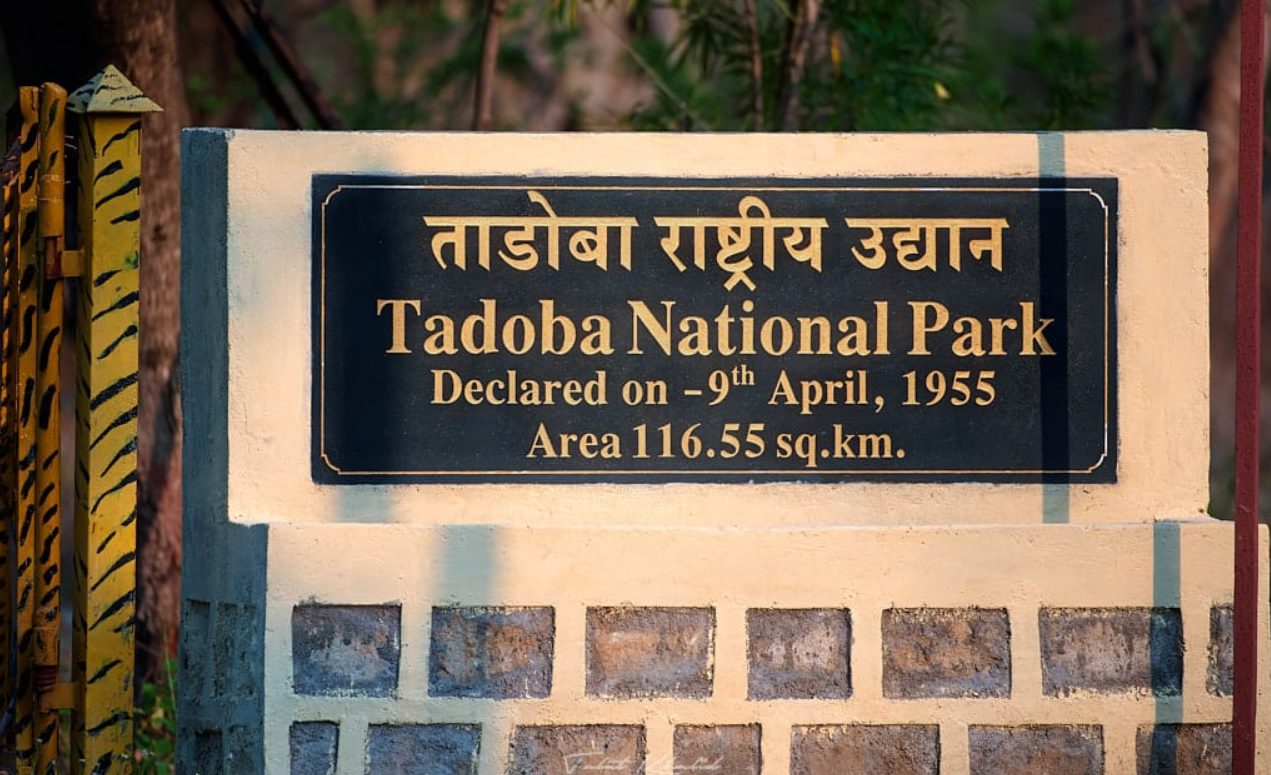 ताडोबा राष्ट्रीय उद्यान
Tadoba National Park
Declared on -9th April, 1955
Area 116.55 sq.km.